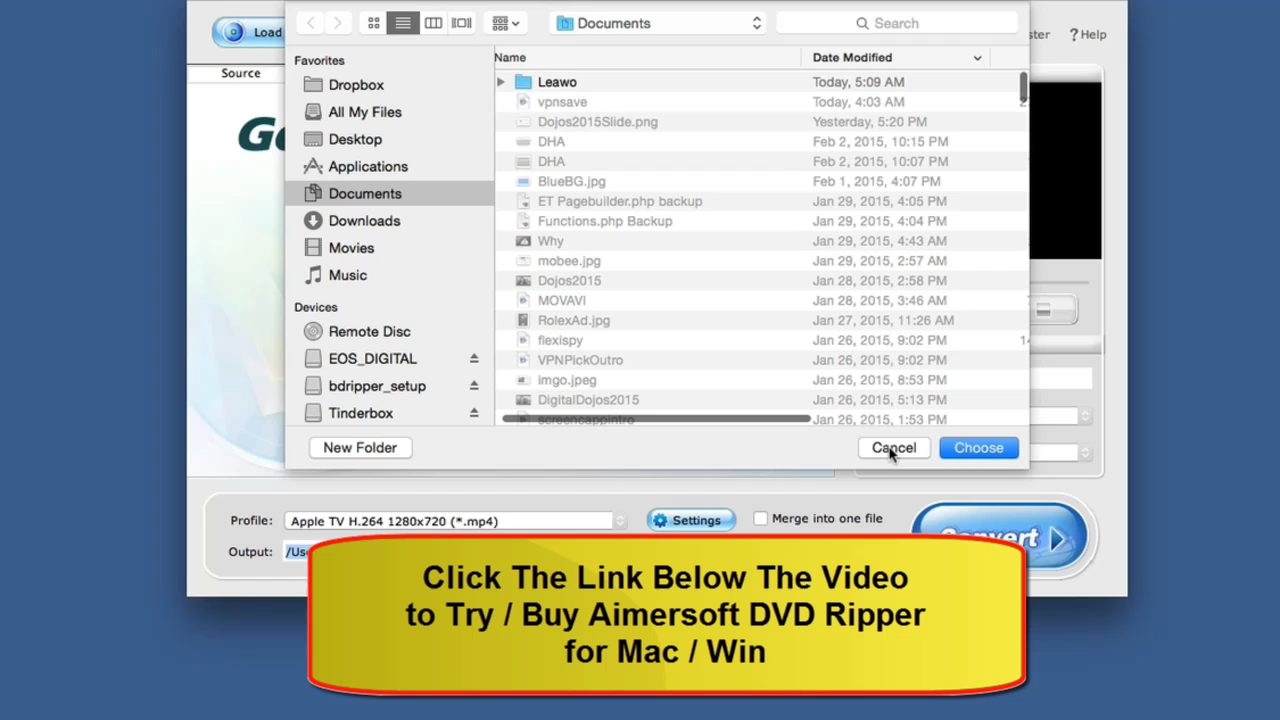 Load
Documents
Search
ster
?Help
Source
Favorites
Name
Date Modified
Dropbox
All My Files
Desktop
Applications
Documents
Downloads
Movies
Music
Devices
Remote Disc
EOS_DIGITAL
bdripper_setup
Tinderbox
Leawo Today, 5:09 AM
vpnsave Today, 4:03 AM
Dojos2015Slide.png Yesterday, 5:20 PM
DHA Feb 2, 2015, 10:15 PM
DHA Feb 2, 2015, 10:07 PM
BlueBG.jpg Feb 1, 2015, 4:07 PM
ET Pagebuilder.php backup Jan 29, 2015, 4:05 PM
Functions.php Backup Jan 29, 2015, 4:04 PM
Why Jan 29, 2015, 4:43 AM
mobee.jpg Jan 29, 2015, 2:57 AM
Dojos2015 Jan 28, 2015, 2:58 PM
MOVAVI Jan 28, 2015, 3:46 AM
RolexAd.jpg Jan 27, 2015, 11:26 AM
flexispy Jan 26, 2015, 9:02 PM 14
VPNPickOutro Jan 26, 2015, 9:02 PM
imgo.jpeg Jan 26, 2015, 8:53 PM
DigitalDojos2015 Jan 26, 2015, 5:13 PM
screencappintro Jan 26, 2015, 1:53 PM
New Folder
Cancel
Choose
Profile: Apple TV H.264 1280x720 (*.mp4)
Settings
Merge into one file
Convert
Output: /Us
Click The Link Below The Video
to Try / Buy Aimersoft DVD Ripper
for Mac / Win